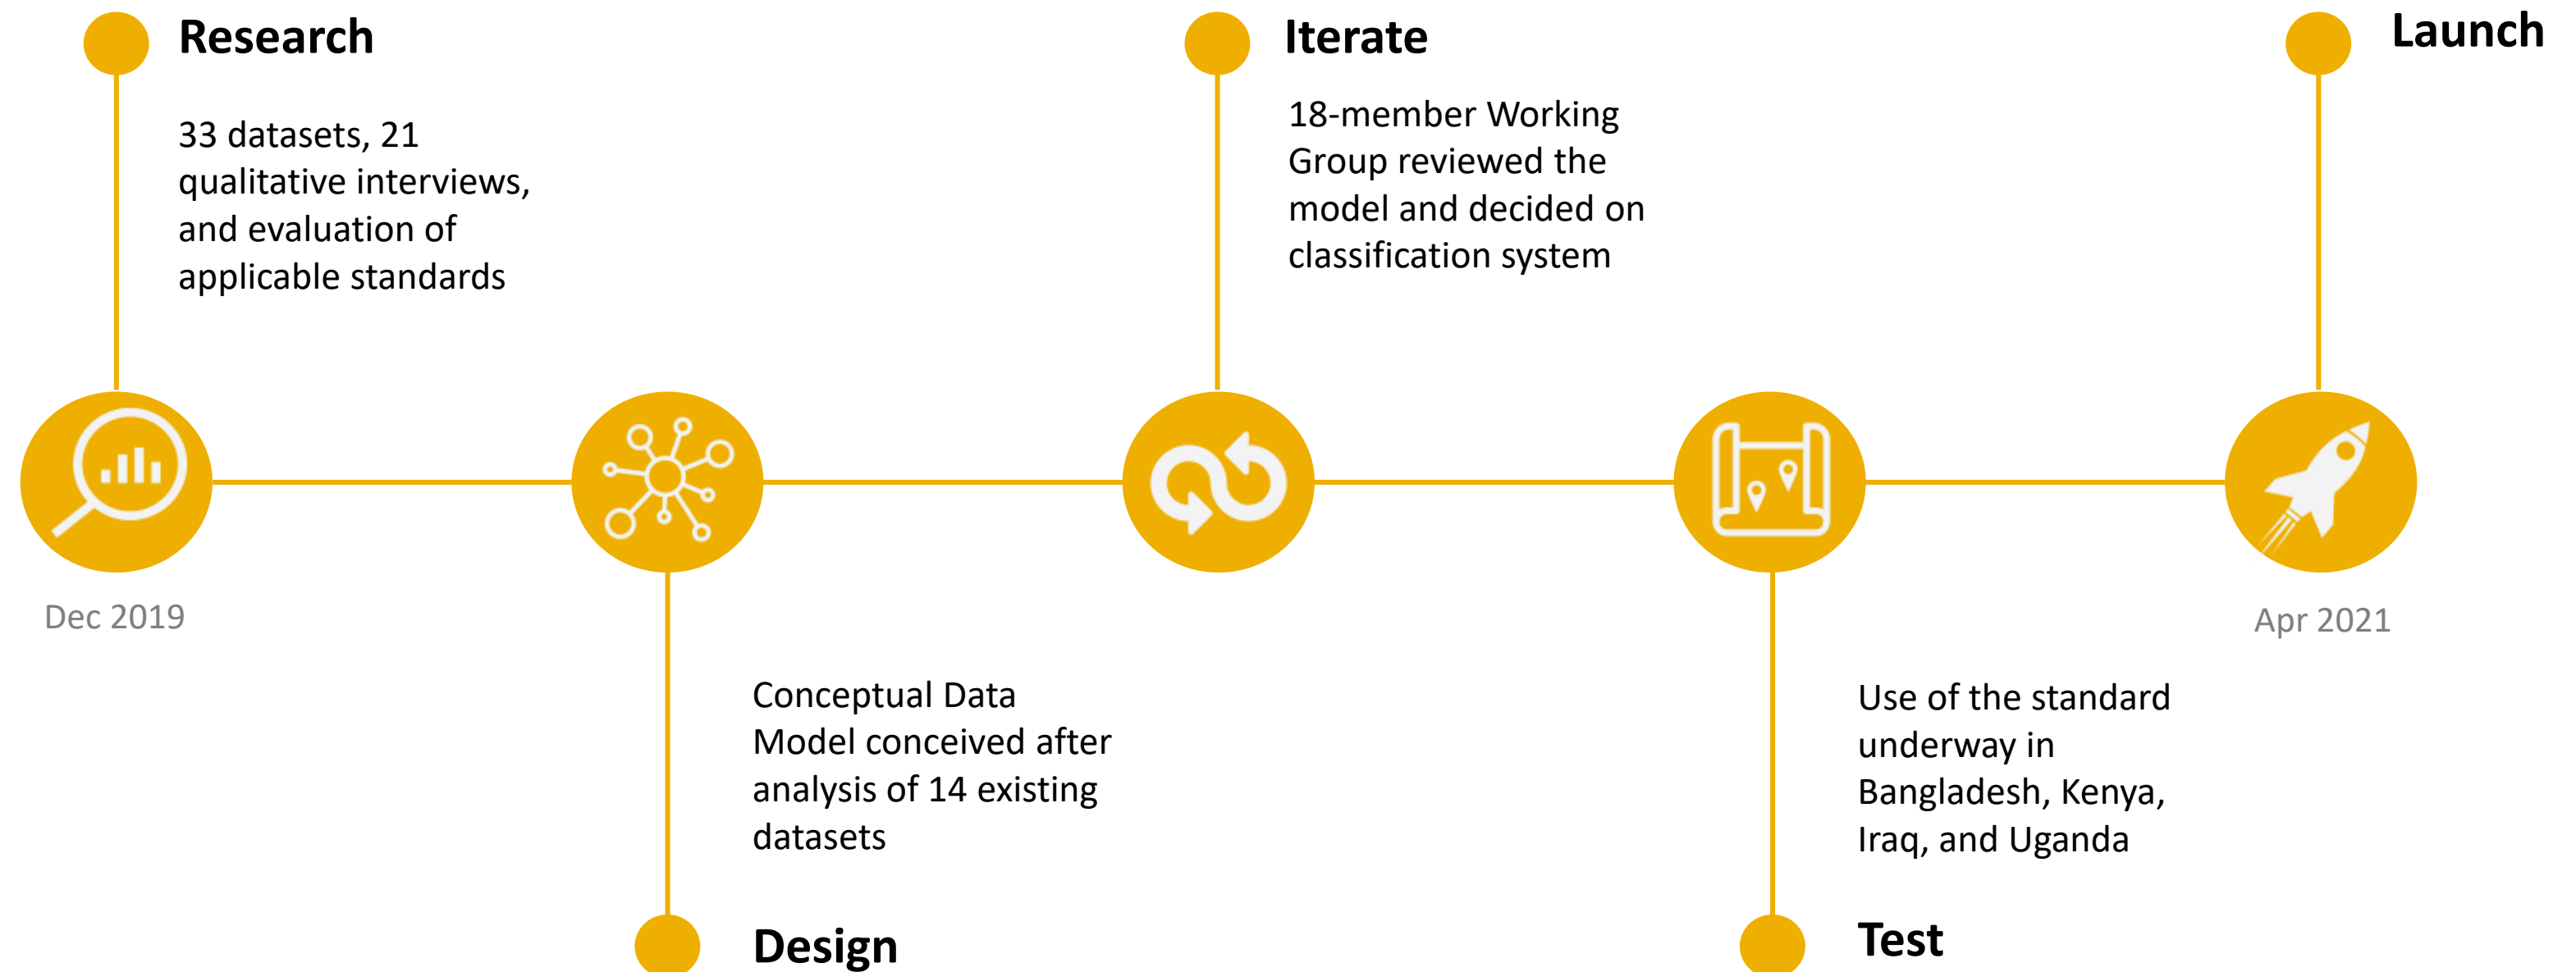 Research
33 datasets, 21
qualitative interviews,
and evaluation of
applicable standards
Dec 2019
Conceptual Data
Model conceived after
analysis of 14 existing
datasets
Design
Iterate
18-member Working
Group reviewed the
model and decided on
classification system
Use of the standard
underway in
Bangladesh, Kenya,
Iraq, and Uganda
Test
Launch
Apr 2021